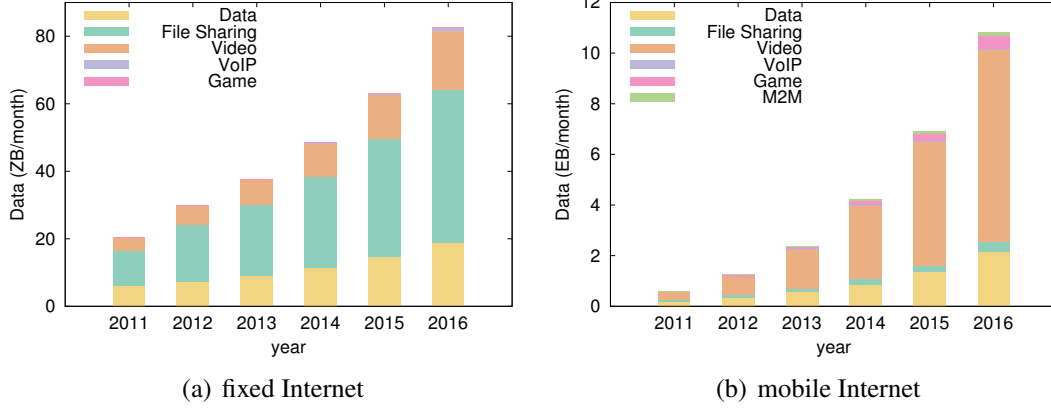 Data (ZB/month)
80
60
40
20
0
Data
File Sharing
Video
VoIP
Game
2011 2012 2013 2014 2015 2016
year
(a) fixed Internet
Data (EB/month)
12
10
8
6
4
2
0
Data
File Sharing
Video
VoIP
Game
M2M
2011 2012 2013 2014 2015 2016
year
(b) mobile Internet